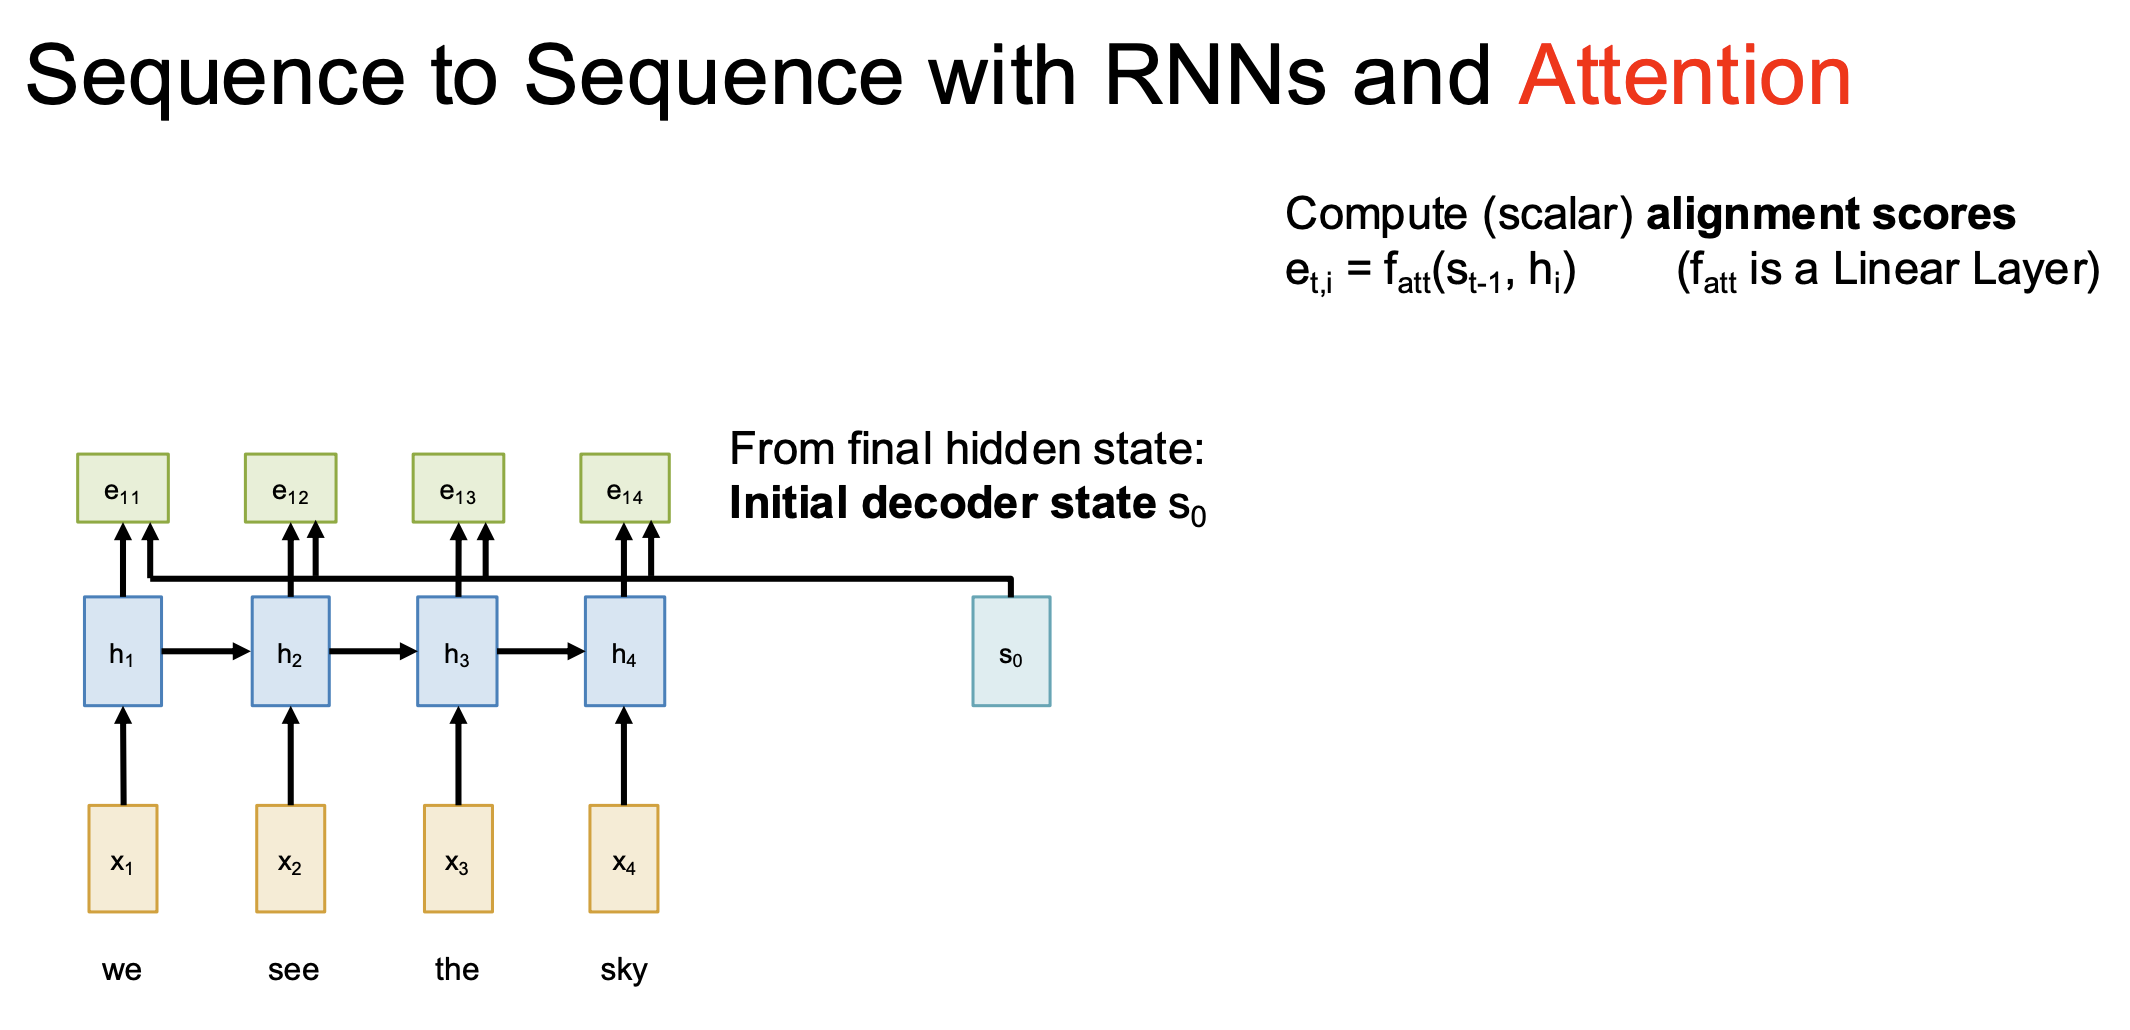 Sequence to Sequence with RNNs and Attention
Compute (scalar) alignment scores
e_{t,i} = f_{att}(s_{t-1}, h_i) (f_{att} is a Linear Layer)
From final hidden state:
Initial decoder state s_0
e_{11} e_{12} e_{13} e_{14}
h_1 h_2 h_3 h_4 s_0
x_1 x_2 x_3 x_4
we see the sky